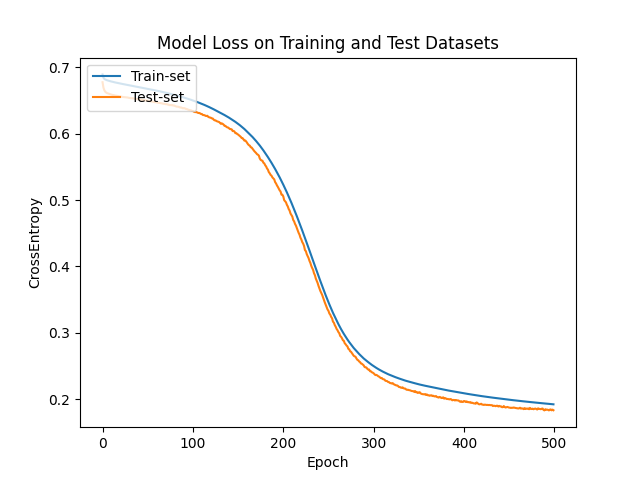 Model Loss on Training and Test Datasets
Train-set
Test-set
CrossEntropy
0.7
0.6
0.5
0.4
0.3
0.2
0 100 200 300 400 500
Epoch